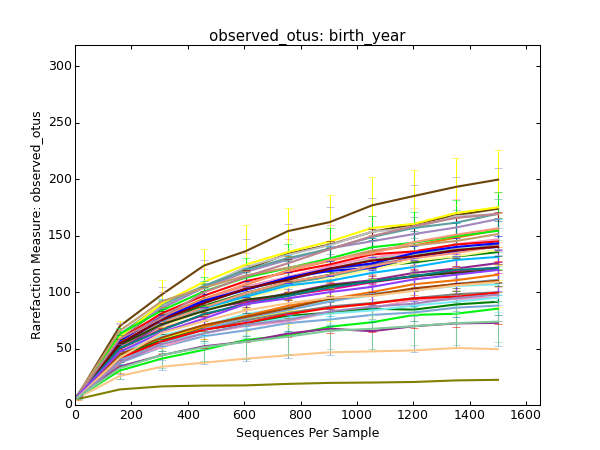 observed_otus: birth_year
300
250
200
150
100
50
0
0 200 400 600 800 1000 1200 1400 1600
Rarefaction Measure: observed_otus
Sequences Per Sample